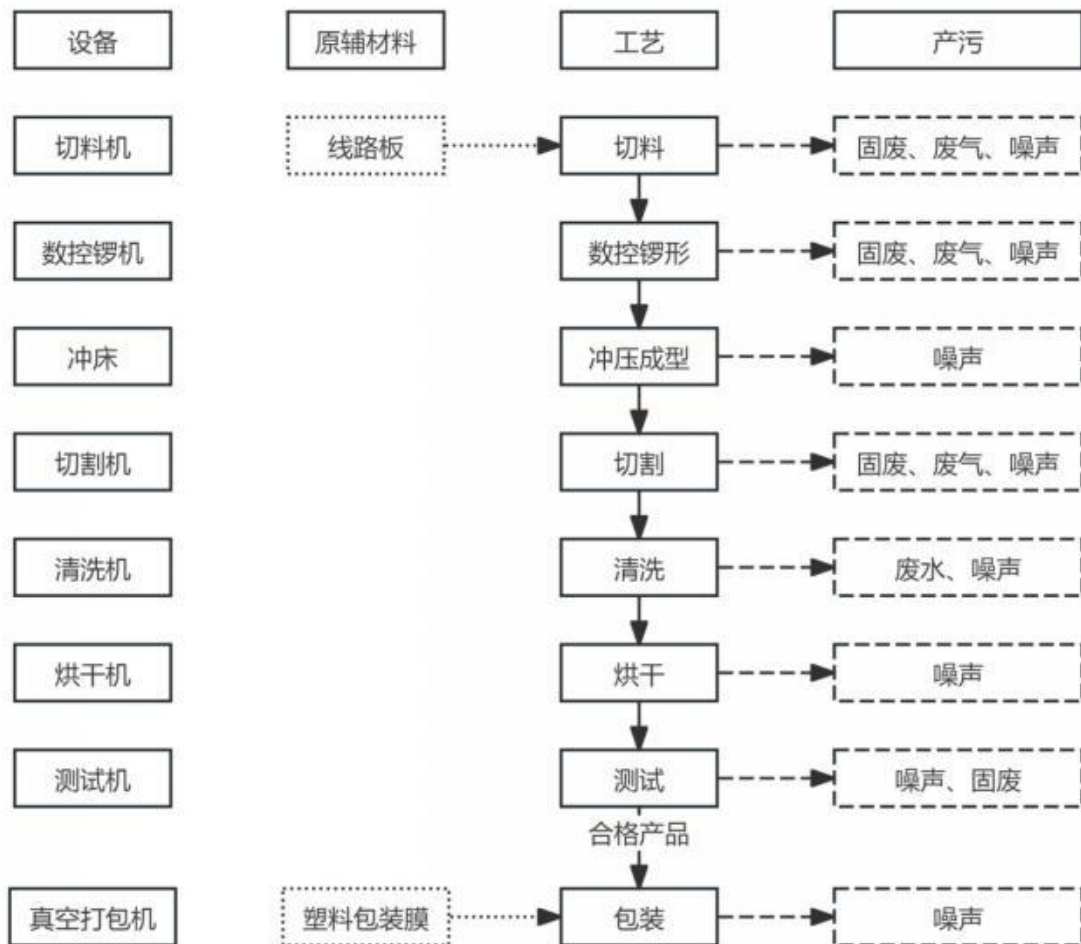 设备 原辅材料 工艺 产污
切料机 线路板 切料 固废、废气、噪声
数控锣机 数控锣形 固废、废气、噪声
冲床 冲压成型 噪声
切割机 切割 固废、废气、噪声
清洗机 清洗 废水、噪声
烘干机 烘干 噪声
测试机 测试 噪声、固废
合格产品
真空打包机 塑料包装膜 包装 噪声